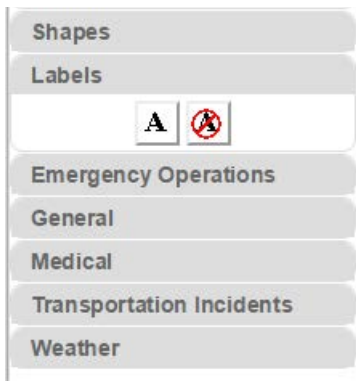 Shapes
Labels
A A
Emergency Operations
General
Medical
Transportation Incidents
Weather